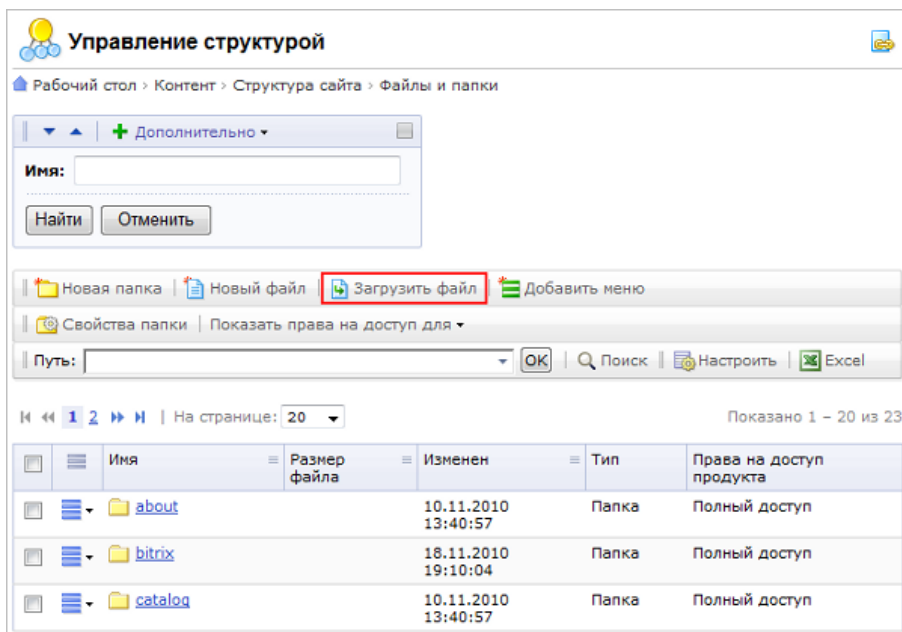 Управление структурой
Рабочий стол › Контент › Структура сайта › Файлы и папки
Дополнительно
Имя:
Найти Отменить
Новая папка | Новый файл | Загрузить файл | Добавить меню
Свойства папки | Показать права на доступ для
Путь: OK | Поиск | Настроить | Excel
1 2 | На странице: 20 Показано 1 – 20 из 23
Имя Размер файла Изменен Тип Права на доступ продукта
about 10.11.2010 13:40:57 Папка Полный доступ
bitrix 18.11.2010 19:10:04 Папка Полный доступ
catalog 10.11.2010 13:40:57 Папка Полный доступ